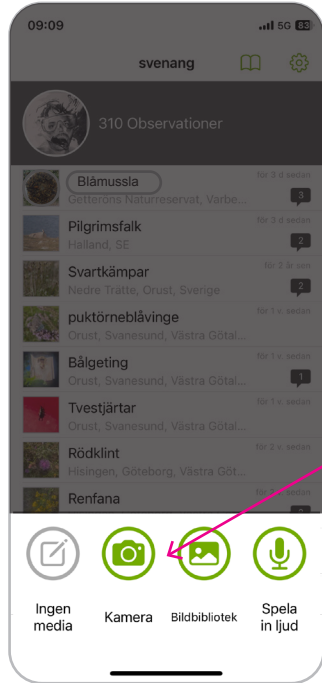 09:09 5G 83
svenang
310 Observationer
Blåmussla för 3 d sedan
Getteröns Naturreservat, Varbe... 3
Pilgrimsfalk för 3 d sedan
Halland, SE 2
Svartkämpar för 2 år sen
Nedre Trätte, Orust, Sverige 2
puktörneblåvinge för 1 v. sedan
Orust, Svanesund, Västra Götal...
Bålgeting för 1 v. sedan
Orust, Svanesund, Västra Götal... 1
Tvestjärtar för 1 v. sedan
Orust, Svanesund, Västra Götal...
Rödklint för 2 v. sedan
Hisingen, Göteborg, Västra Göt...
Renfana
Ingen media
Kamera
Bildbibliotek
Spela in ljud